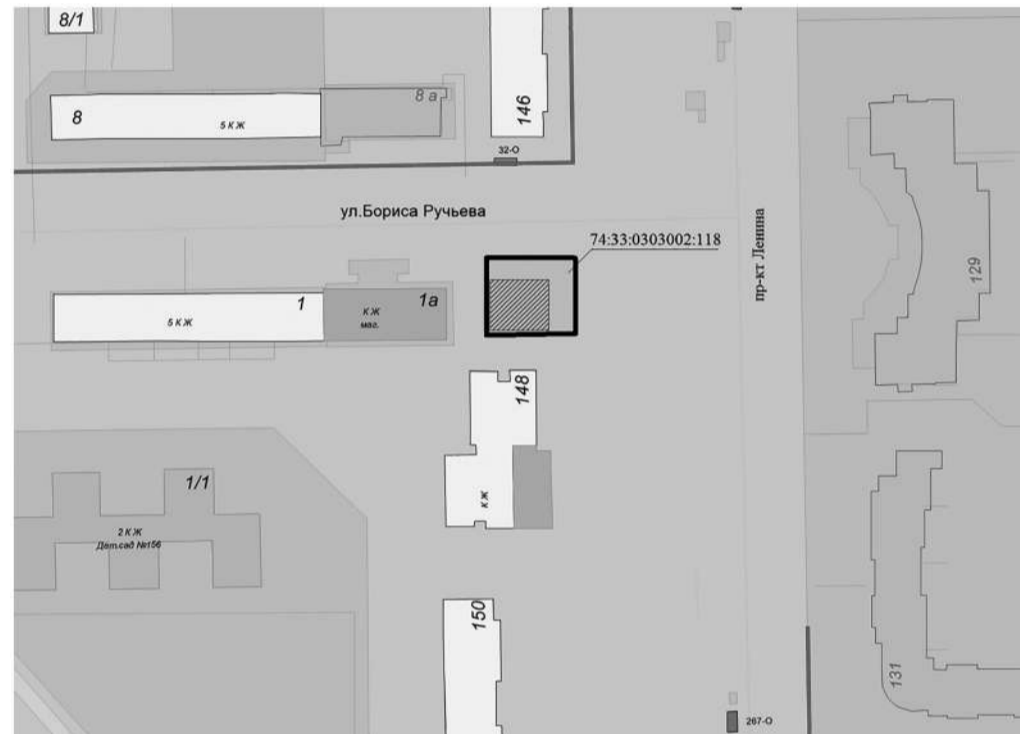 8/1
8
5 КЖ
8 а
146
32-О
ул.Бориса Ручьева
74:33:0303002:118
пр-кт Ленина
129
1
5 КЖ
1а
КЖ
маг.
148
КЖ
1/1
2 КЖ
Дет.сад №156
150
131
267-О